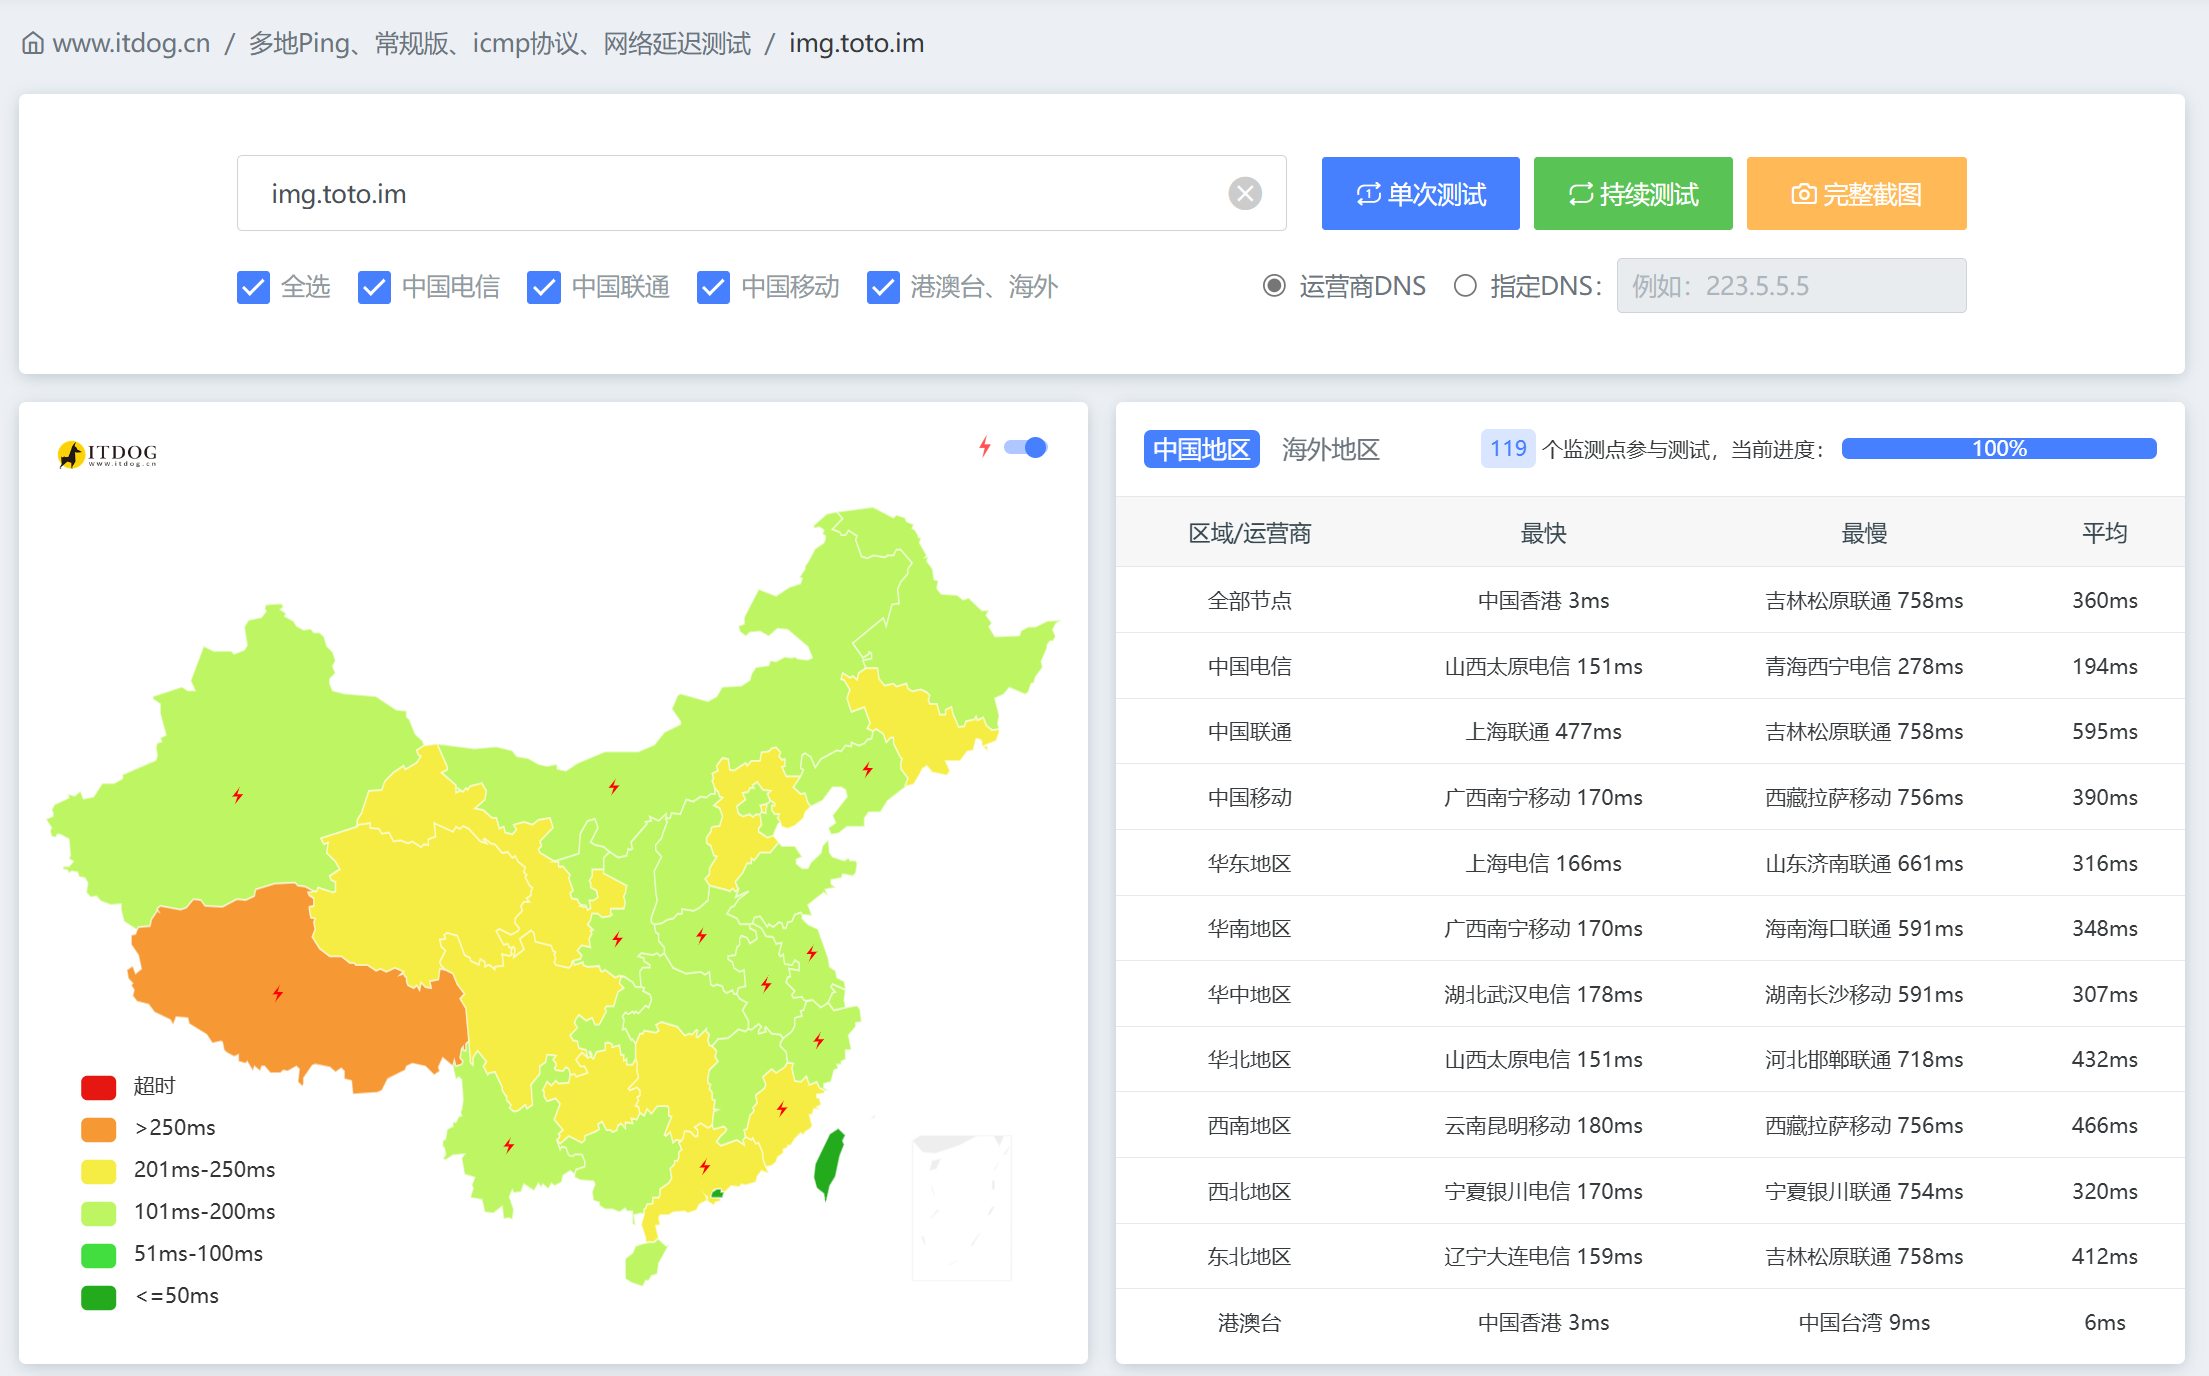 www.itdog.cn / 多地Ping、常规版、icmp协议、网络延迟测试 / img.toto.im
img.toto.im
单次测试 持续测试 完整截图
全选 中国电信 中国联通 中国移动 港澳台、海外 运营商DNS 指定DNS: 例如: 223.5.5.5
ITDOG
www.itdog.cn
超时
>250ms
201ms-250ms
101ms-200ms
51ms-100ms
<=50ms
中国地区 海外地区 119 个监测点参与测试, 当前进度: 100%
区域/运营商 最快 最慢 平均
全部节点 中国香港 3ms 吉林松原联通 758ms 360ms
中国电信 山西太原电信 151ms 青海西宁电信 278ms 194ms
中国联通 上海联通 477ms 吉林松原联通 758ms 595ms
中国移动 广西南宁移动 170ms 西藏拉萨移动 756ms 390ms
华东地区 上海电信 166ms 山东济南联通 661ms 316ms
华南地区 广西南宁移动 170ms 海南海口联通 591ms 348ms
华中地区 湖北武汉电信 178ms 湖南长沙移动 591ms 307ms
华北地区 山西太原电信 151ms 河北邯郸联通 718ms 432ms
西南地区 云南昆明移动 180ms 西藏拉萨移动 756ms 466ms
西北地区 宁夏银川电信 170ms 宁夏银川联通 754ms 320ms
东北地区 辽宁大连电信 159ms 吉林松原联通 758ms 412ms
港澳台 中国香港 3ms 中国台湾 9ms 6ms